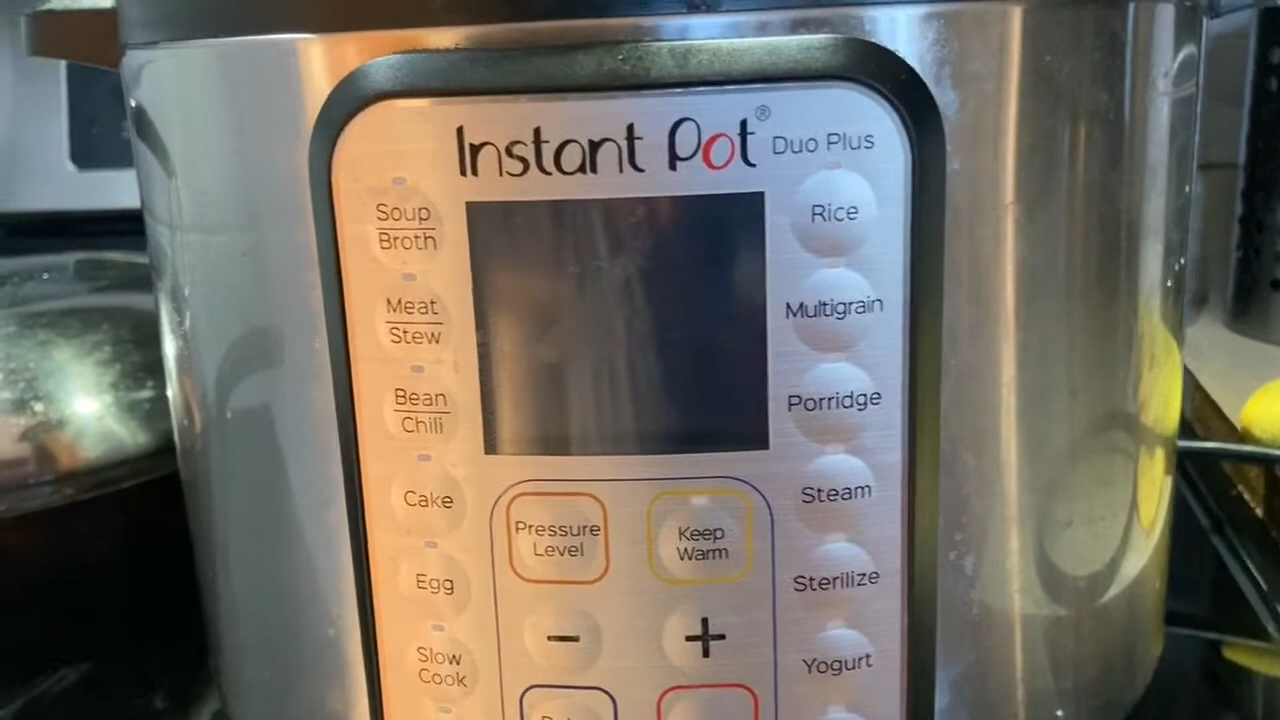 Instant Pot® Duo Plus
Soup
Broth
Meat
Stew
Bean
Chili
Cake
Egg
Slow
Cook
Pressure
Level
Keep
Warm
−
+
Rice
Multigrain
Porridge
Steam
Sterilize
Yogurt